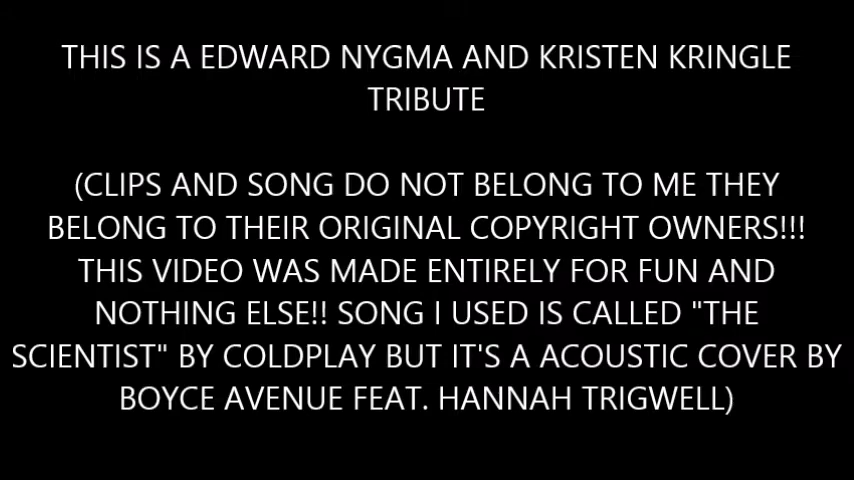 THIS IS A EDWARD NYGMA AND KRISTEN KRINGLE
TRIBUTE
(CLIPS AND SONG DO NOT BELONG TO ME THEY
BELONG TO THEIR ORIGINAL COPYRIGHT OWNERS!!!
THIS VIDEO WAS MADE ENTIRELY FOR FUN AND
NOTHING ELSE!! SONG I USED IS CALLED "THE
SCIENTIST" BY COLDPLAY BUT IT'S A ACOUSTIC COVER BY
BOYCE AVENUE FEAT. HANNAH TRIGWELL)